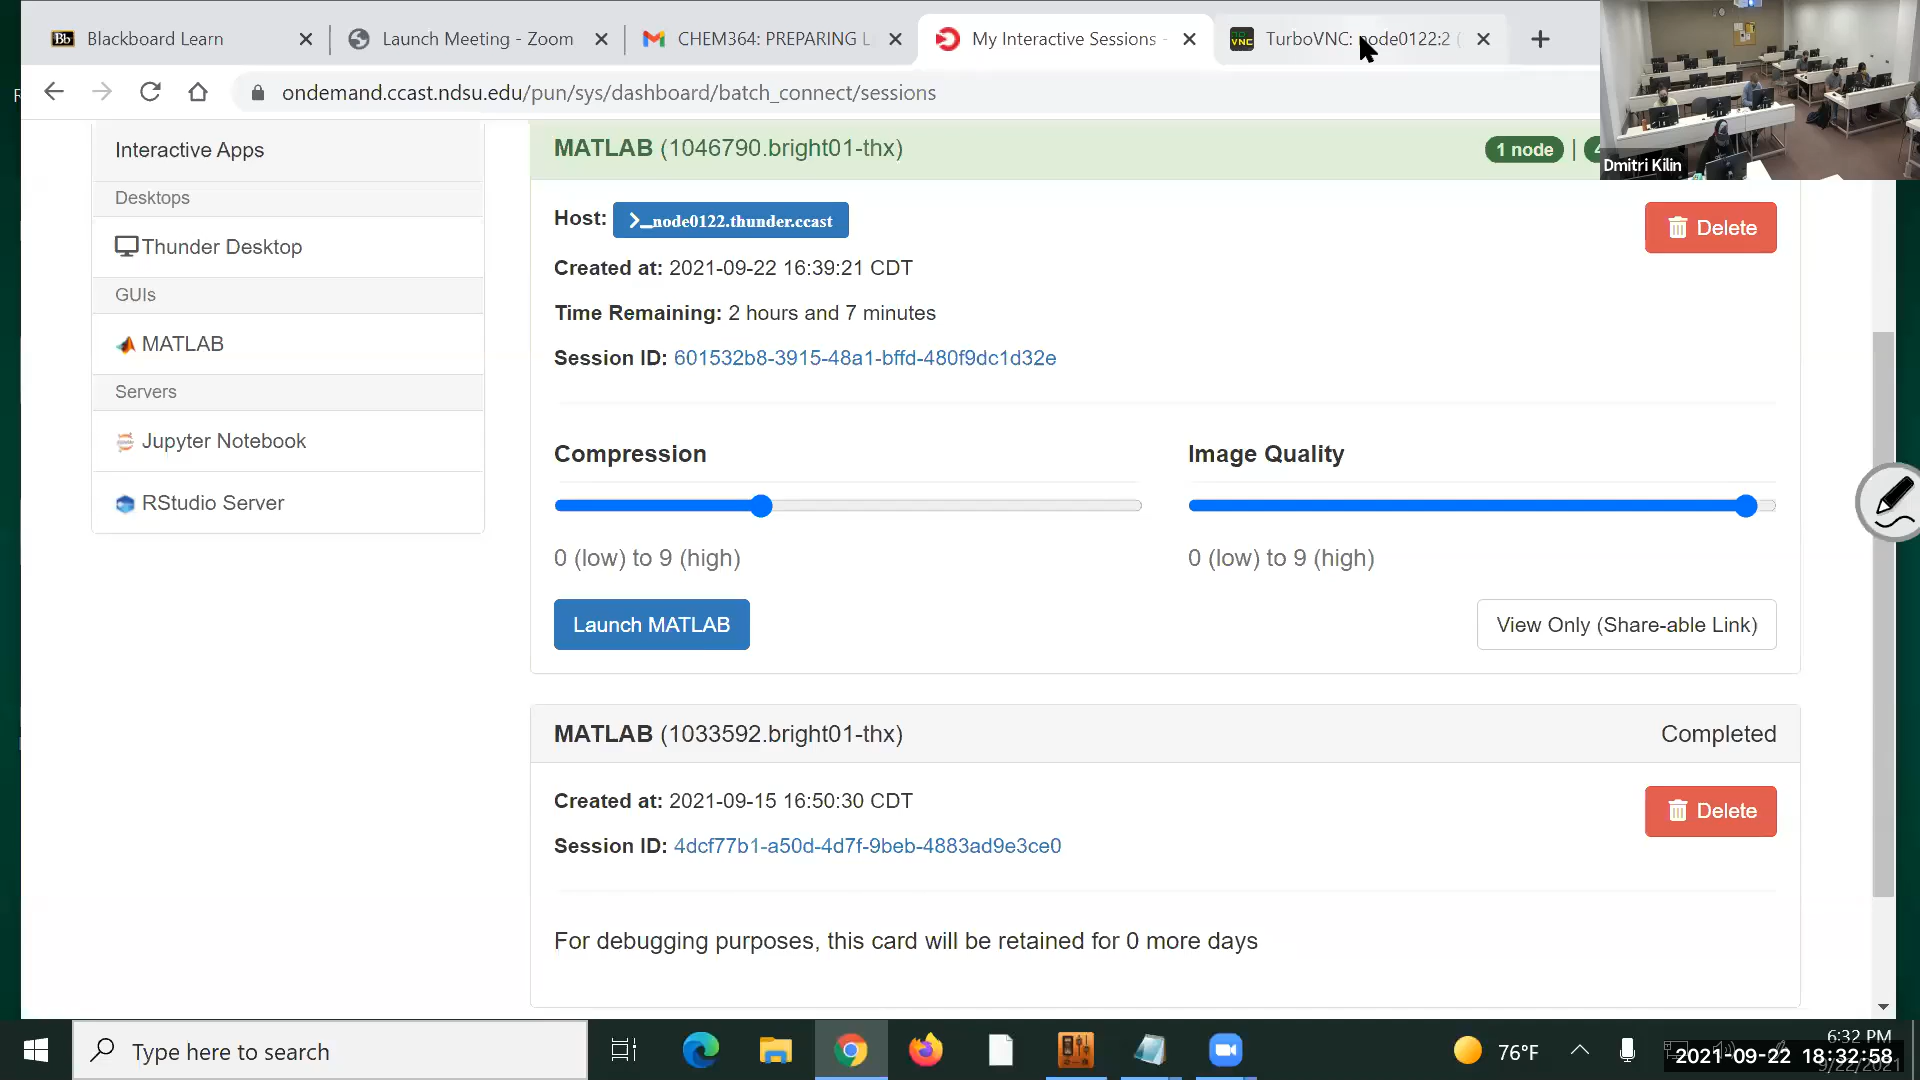 Blackboard Learn
Launch Meeting - Zoom
CHEM364: PREPARING L
My Interactive Sessions -
TurboVNC: node0122:2 (
ondemand.ccast.ndsu.edu/pun/sys/dashboard/batch_connect/sessions
Dmitri Kilin
Interactive Apps
Desktops
Thunder Desktop
GUIs
MATLAB
Servers
Jupyter Notebook
RStudio Server
MATLAB (1046790.bright01-thx)
1 node |
Host: >_node0122.thunder.ccast
Delete
Created at: 2021-09-22 16:39:21 CDT
Time Remaining: 2 hours and 7 minutes
Session ID: 601532b8-3915-48a1-bffd-480f9dc1d32e
Compression
Image Quality
0 (low) to 9 (high)
0 (low) to 9 (high)
Launch MATLAB
View Only (Share-able Link)
MATLAB (1033592.bright01-thx)
Completed
Created at: 2021-09-15 16:50:30 CDT
Delete
Session ID: 4dcf77b1-a50d-4d7f-9beb-4883ad9e3ce0
For debugging purposes, this card will be retained for 0 more days
Type here to search
76°F
6:32 PM
2021-09-22 18:32:58
9/22/2021